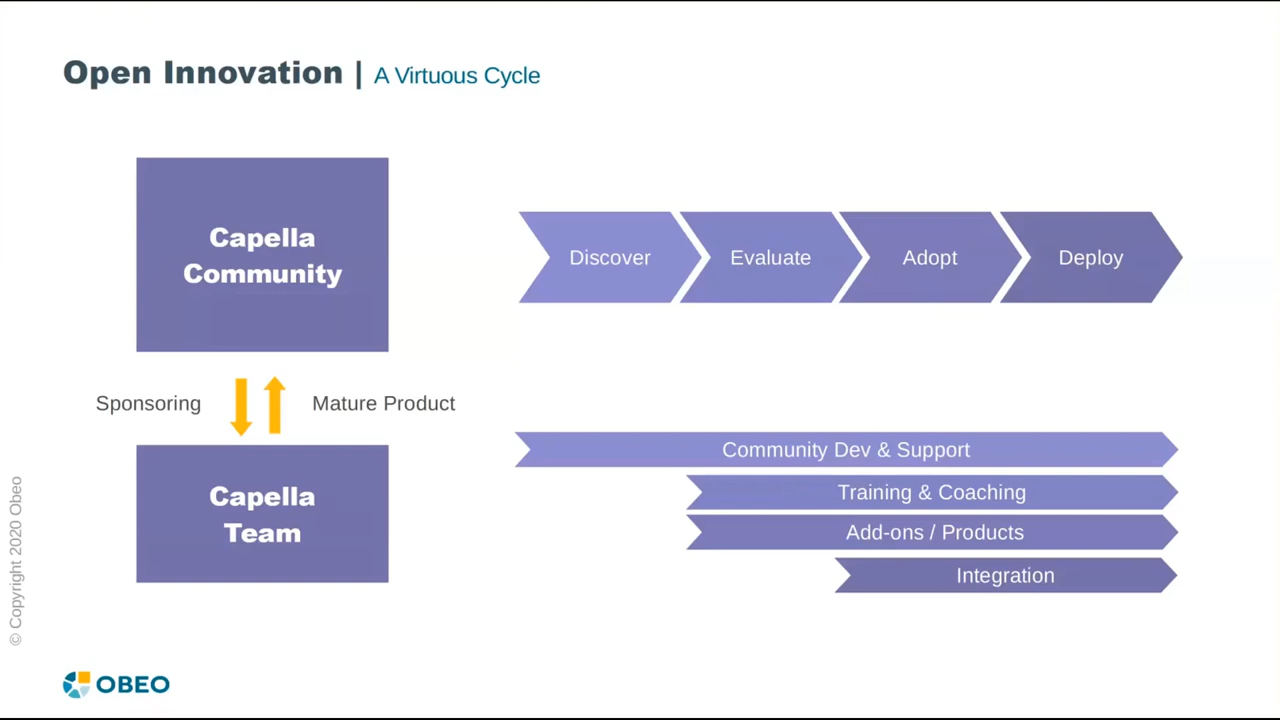 Open Innovation | A Virtuous Cycle
Capella
Community
Discover
Evaluate
Adopt
Deploy
Sponsoring
Mature Product
Capella
Team
Community Dev & Support
Training & Coaching
Add-ons / Products
Integration
© Copyright 2020 Obeo
OBEO